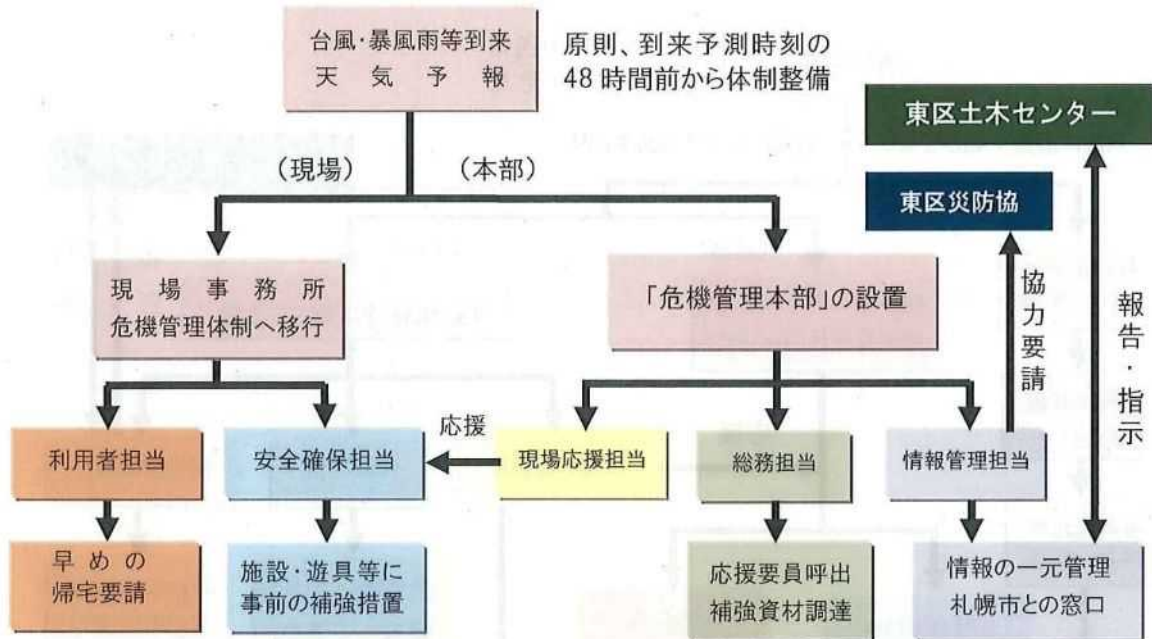 台風・暴風雨等到来
天気予報
原則、到来予測時刻の
48時間前から体制整備
東区土木センター
(現場)
(本部)
東区災防協
現場事務所
危機管理体制へ移行
「危機管理本部」の設置
協力要請
報告・指示
利用者担当
安全確保担当
応援
現場応援担当
総務担当
情報管理担当
早めの
帰宅要請
施設・遊具等に
事前の補強措置
応援要員呼出
補強資材調達
情報の一元管理
札幌市との窓口